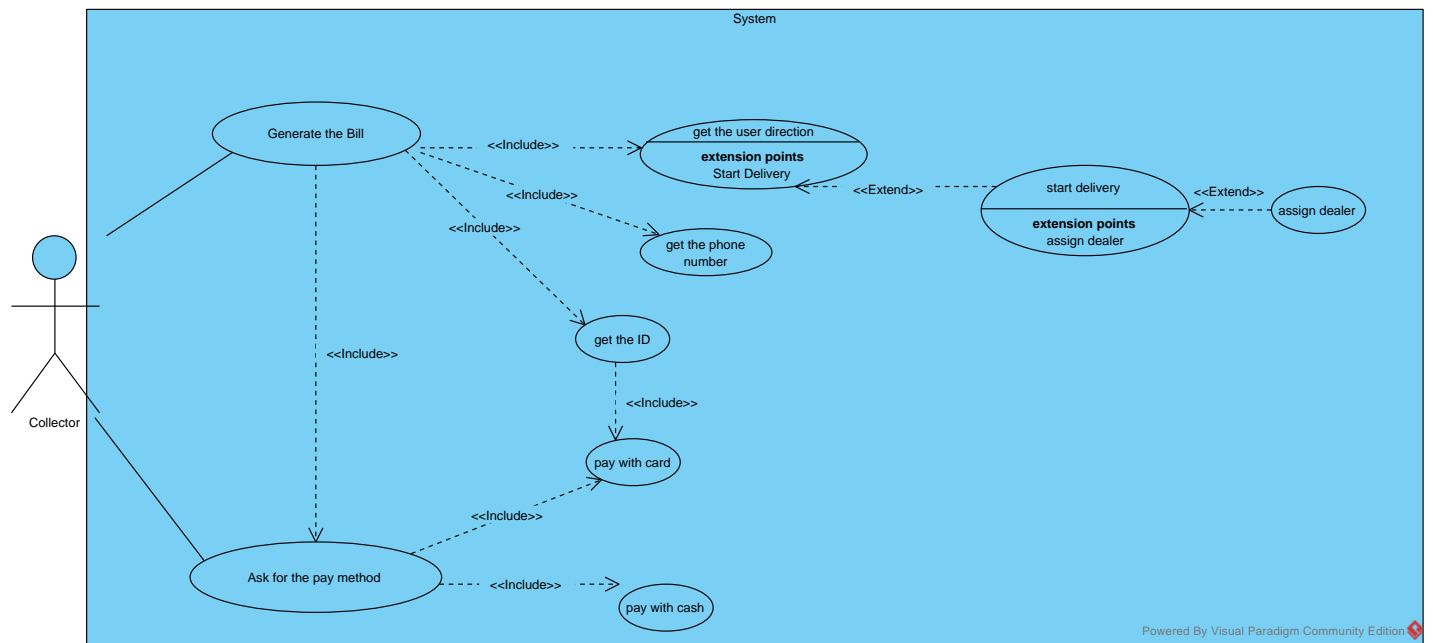 System
Generate the Bill
<<Include>>
get the user direction
extension points
Start Delivery
<<Extend>>
start delivery
extension points
assign dealer
<<Extend>>
assign dealer
<<Include>>
<<Include>>
get the phone
number
get the ID
<<Include>>
<<Include>>
Collector
pay with card
<<Include>>
Ask for the pay method
<<Include>>
pay with cash
Powered By Visual Paradigm Community Edition